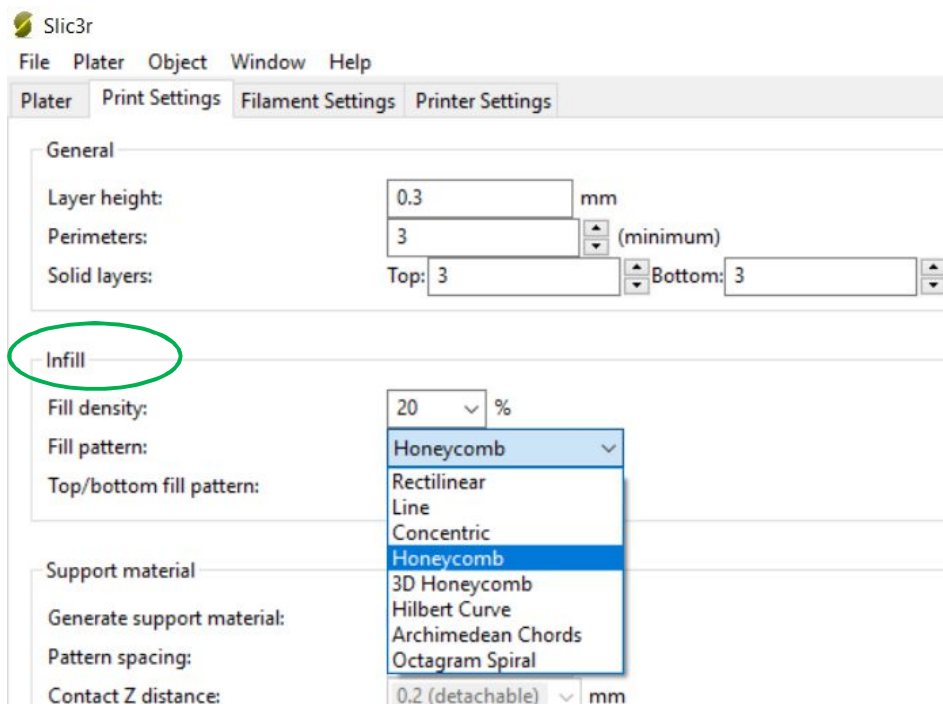 Slic3r
File Plater Object Window Help
Plater Print Settings Filament Settings Printer Settings
General
Layer height: 0.3 mm
Perimeters: 3 (minimum)
Solid layers: Top: 3 Bottom: 3
Infill
Fill density: 20 %
Fill pattern: Honeycomb
Top/bottom fill pattern:
Rectilinear
Line
Concentric
Honeycomb
3D Honeycomb
Hilbert Curve
Archimedean Chords
Octagram Spiral
Support material
Generate support material:
Pattern spacing:
Contact Z distance: 0.2 (detachable) mm